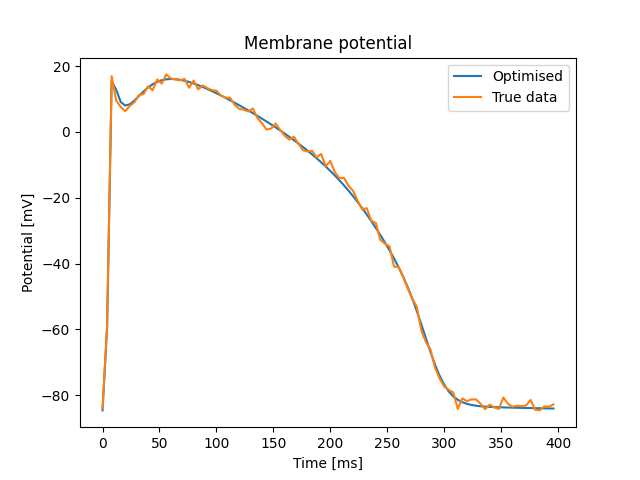 Membrane potential
Optimised
True data
Potential [mV]
20
0
−20
−40
−60
−80
0 50 100 150 200 250 300 350 400
Time [ms]